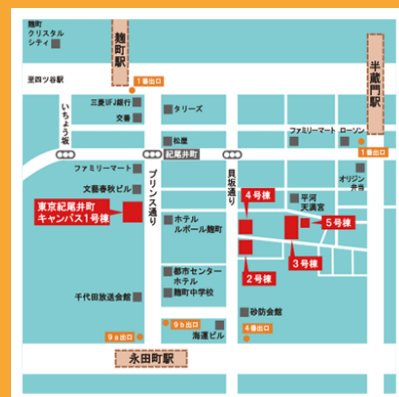 麹町
クリスタル
シティ
麹町駅
半蔵門駅
至四ツ谷駅
1番出口
三菱UFJ銀行
交番
タリーズ
いちょう坂
松屋
紀尾井町
ファミリーマート
ローソン
1番出口
ファミリーマート
文藝春秋ビル
プリンス通り
貝坂通り
オリジン
弁当
4号棟
平河
天満宮
東京紀尾井町
キャンパス1号棟
ホテル
ルポール麹町
5号棟
3号棟
2号棟
都市センター
ホテル
麹町中学校
千代田放送会館
砂防会館
9a出口
9b出口
海運ビル
4番出口
永田町駅